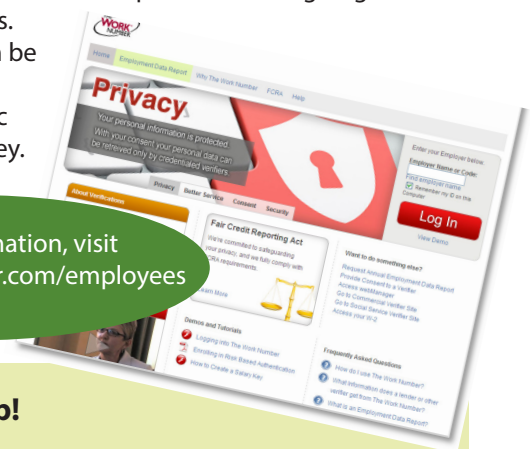 s.
be
c
ey.
THE
WORK
NUMBER
Home Employment Data Report Why The Work Number FCRA Help
Privacy
Your personal information is protected.
With your consent your personal data can
be retreived only by credentialed verifiers
Privacy Better Service Consent Security
Enter your Employer below.
Employer Name or Code:
Find employer name
Remember my ID on this
Computer
Log In
View Demo
About Verifications
Fair Credit Reporting Act
We're committed to safeguarding
your privacy, and we fully comply with
FCRA requirements.
Learn More
Want to do something else?
Request Annual Employment Data Report
Provide Consent to a Verifier
Access webManager
Go to Commercial Verifier Site
Go to Social Service Verifier Site
Access your W-2
mation, visit
r.com/employees
Demos and Tutorials
Logging into The Work Number
Enrolling in Risk Based Authentication
How to Create a Salary Key
Frequently Asked Questions
How do I use The Work Number?
What information does a lender or other
verifier get from The Work Number?
What is an Employment Data Report?
p!